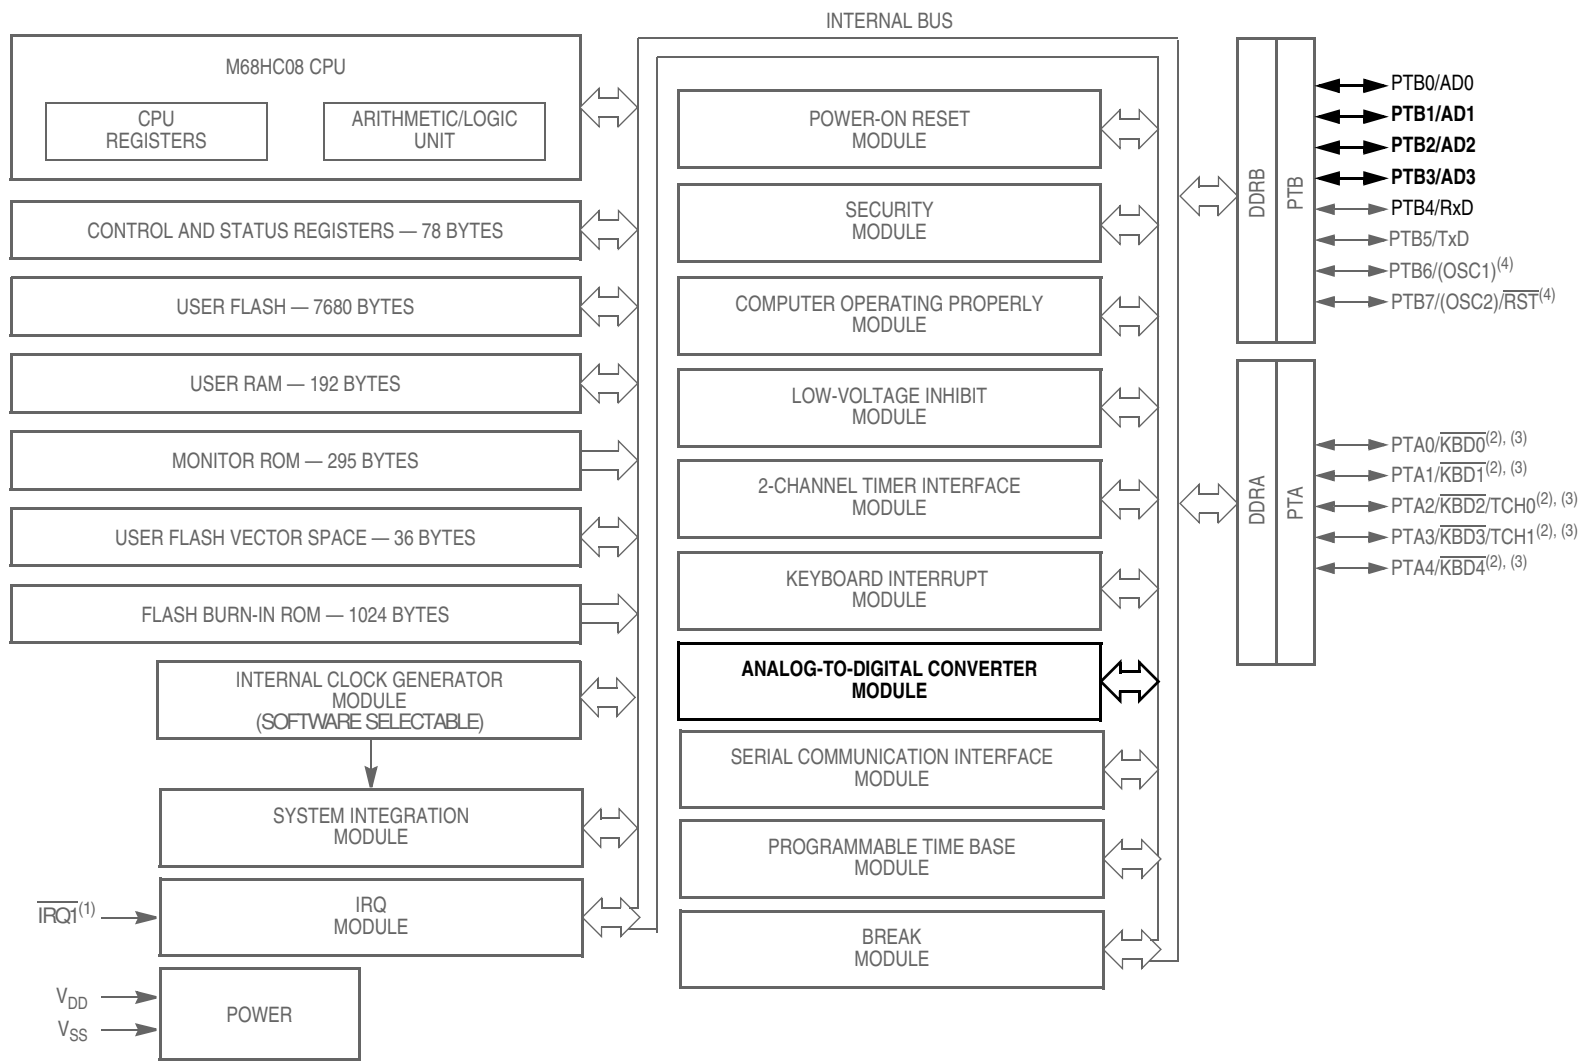 INTERNAL BUS
M68HC08 CPU
CPU
REGISTERS
ARITHMETIC/LOGIC
UNIT
CONTROL AND STATUS REGISTERS — 78 BYTES
USER FLASH — 7680 BYTES
USER RAM — 192 BYTES
MONITOR ROM — 295 BYTES
USER FLASH VECTOR SPACE — 36 BYTES
FLASH BURN-IN ROM — 1024 BYTES
INTERNAL CLOCK GENERATOR
MODULE
(SOFTWARE SELECTABLE)
SYSTEM INTEGRATION
MODULE
IRQ1(1)
IRQ
MODULE
VDD
VSS
POWER
POWER-ON RESET
MODULE
SECURITY
MODULE
COMPUTER OPERATING PROPERLY
MODULE
LOW-VOLTAGE INHIBIT
MODULE
2-CHANNEL TIMER INTERFACE
MODULE
KEYBOARD INTERRUPT
MODULE
ANALOG-TO-DIGITAL CONVERTER
MODULE
SERIAL COMMUNICATION INTERFACE
MODULE
PROGRAMMABLE TIME BASE
MODULE
BREAK
MODULE
DDRB
PTB
PTB0/AD0
PTB1/AD1
PTB2/AD2
PTB3/AD3
PTB4/RxD
PTB5/TxD
PTB6/(OSC1)(4)
PTB7/(OSC2)/RST(4)
DDRA
PTA
PTA0/KBD0(2), (3)
PTA1/KBD1(2), (3)
PTA2/KBD2/TCH0(2), (3)
PTA3/KBD3/TCH1(2), (3)
PTA4/KBD4(2), (3)